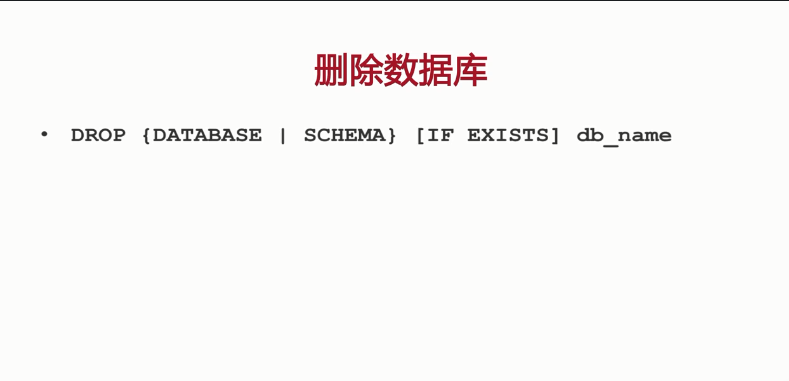 删除数据库
• DROP {DATABASE | SCHEMA} [IF EXISTS] db_name